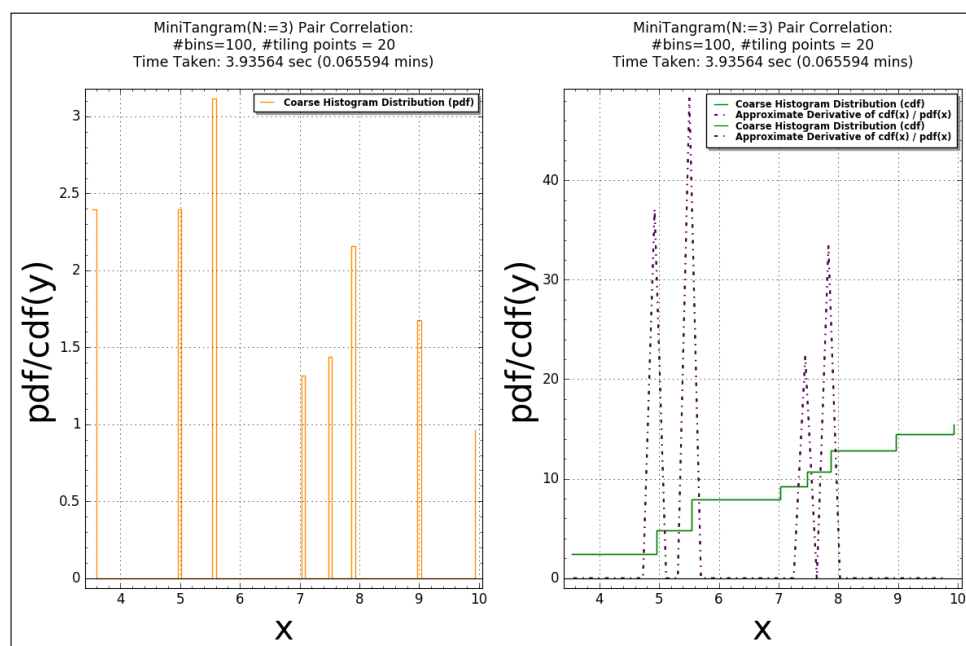 MiniTangram(N:=3) Pair Correlation:
#bins=100, #tiling points = 20
Time Taken: 3.93564 sec (0.065594 mins)
Coarse Histogram Distribution (pdf)
pdf/cdf(y)
3
2.5
2
1.5
1
0.5
0
4 5 6 7 8 9 10
x
MiniTangram(N:=3) Pair Correlation:
#bins=100, #tiling points = 20
Time Taken: 3.93564 sec (0.065594 mins)
Coarse Histogram Distribution (cdf)
Approximate Derivative of cdf(x) / pdf(x)
Coarse Histogram Distribution (cdf)
Approximate Derivative of cdf(x) / pdf(x)
pdf/cdf(y)
40
30
20
10
0
4 5 6 7 8 9 10
x